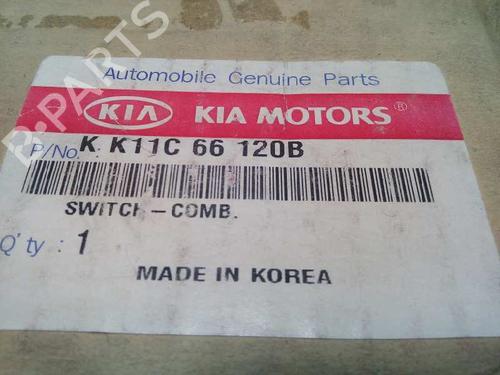 Automobile Genuine Parts
KIA KIA MOTORS®
P/No. K K11C 66 120B
SWITCH-COMB.
Q'ty : 1
MADE IN KOREA
B.PARTS